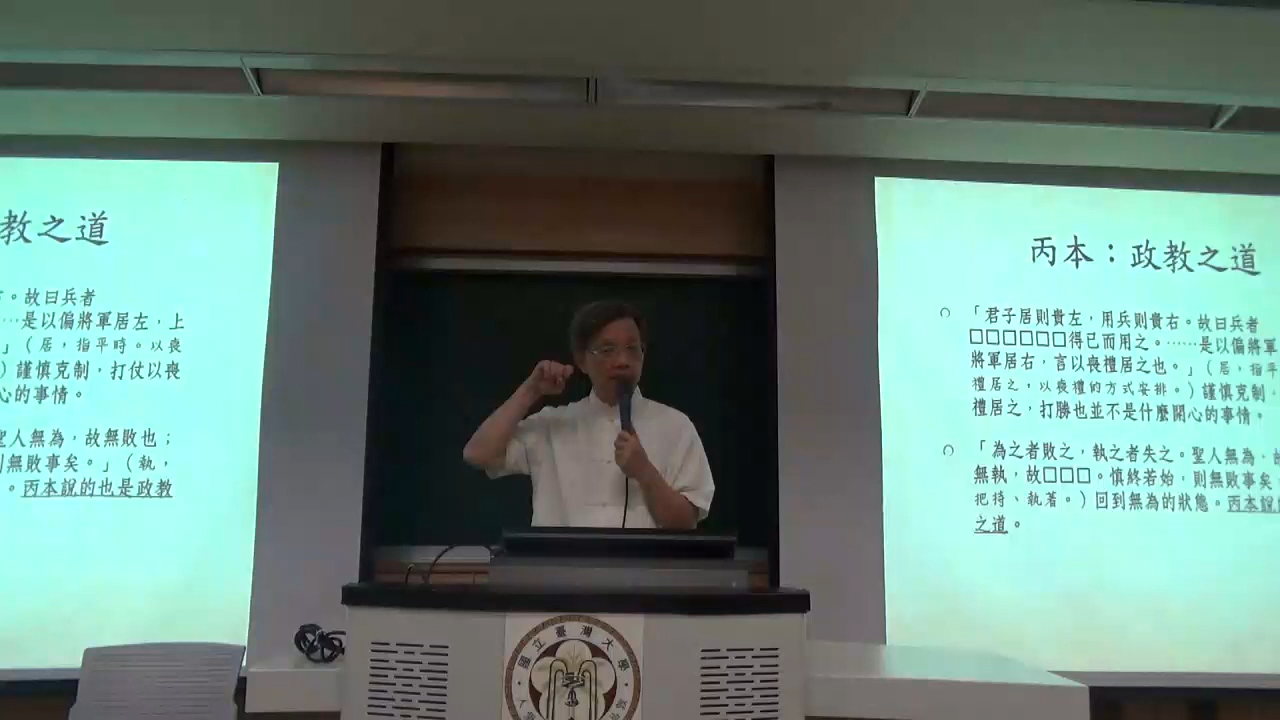 教之道
。故曰兵者
…是以偏將軍居左，上
」（居，指平時。以喪
）謹慎克制，打仗以喪
心的事情。
聖人無為，故無敗也；
則無敗事矣。」（執，
。丙本說的也是政教
國立臺灣大學
丙本：政教之道
「君子居則貴左，用兵則貴右。故曰兵者
□□□□□□得已而用之。……是以偏將軍
將軍居右，言以喪禮居之也。」（居，指平
禮居之，以喪禮的方式安排。）謹慎克制，
禮居之，打勝也並不是什麼開心的事情。
「為之者敗之，執之者失之。聖人無為，故
無執，故□□□。慎終若始，則無敗事矣
把持、執著。）回到無為的狀態。丙本說
之道。